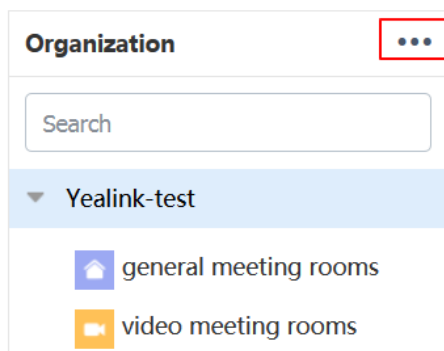 Organization
Search
Yealink-test
general meeting rooms
video meeting rooms